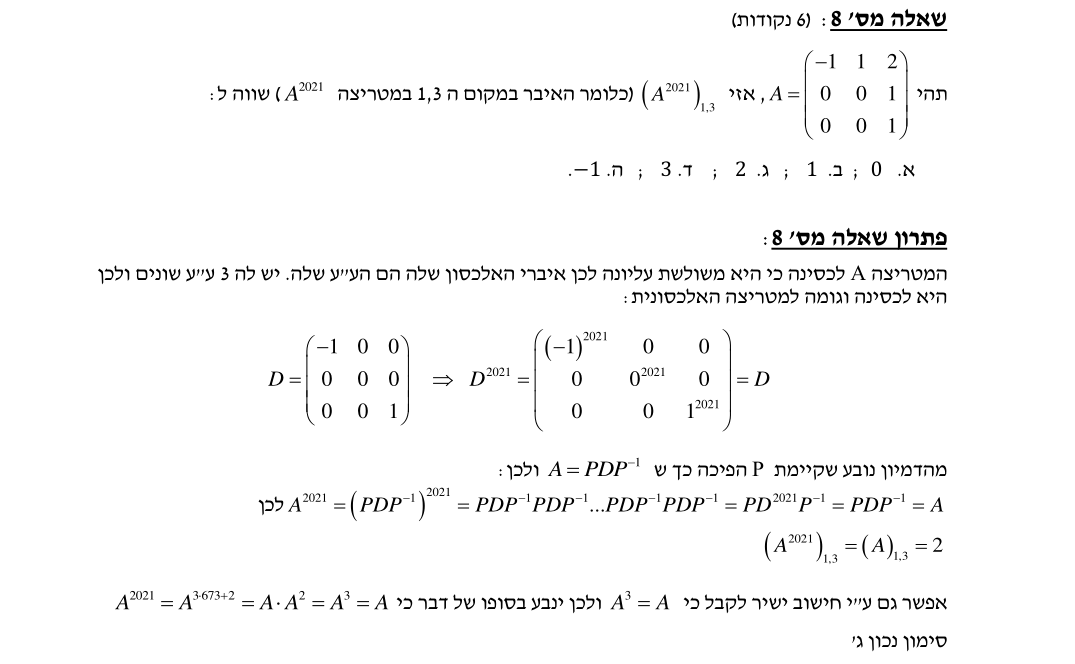 שאלה מס׳ 8 : (6 נקודות)
תהי A = \begin{pmatrix} -1 & 1 & 2 \\ 0 & 0 & 1 \\ 0 & 0 & 1 \end{pmatrix} , אזי (A^{2021})_{1,3} (כלומר האיבר במקום ה 1,3 במטריצה A^{2021} ) שווה ל :
א. 0 ; ב. 1 ; ג. 2 ; ד. 3 ; ה. −1.
פתרון שאלה מס׳ 8 :
המטריצה A לכסינה כי היא משולשת עליונה לכן איברי האלכסון שלה הם הע״ע שלה. יש לה 3 ע״ע שונים ולכן
היא לכסינה וגומה למטריצה האלכסונית :
D = \begin{pmatrix} -1 & 0 & 0 \\ 0 & 0 & 0 \\ 0 & 0 & 1 \end{pmatrix} ⇒ D^{2021} = \begin{pmatrix} (-1)^{2021} & 0 & 0 \\ 0 & 0^{2021} & 0 \\ 0 & 0 & 1^{2021} \end{pmatrix} = D
מהדמיון נובע שקיימת P הפיכה כך ש A = PDP^{-1} ולכן :
A^{2021} = (PDP^{-1})^{2021} = PDP^{-1}PDP^{-1}...PDP^{-1}PDP^{-1} = PD^{2021}P^{-1} = PDP^{-1} = A לכן
(A^{2021})_{1,3} = (A)_{1,3} = 2
אפשר גם ע״י חישוב ישיר לקבל כי A^3 = A ולכן ינבע בסופו של דבר כי A^{2021} = A^{3·673+2} = A · A^2 = A^3 = A
סימון נכון ג׳